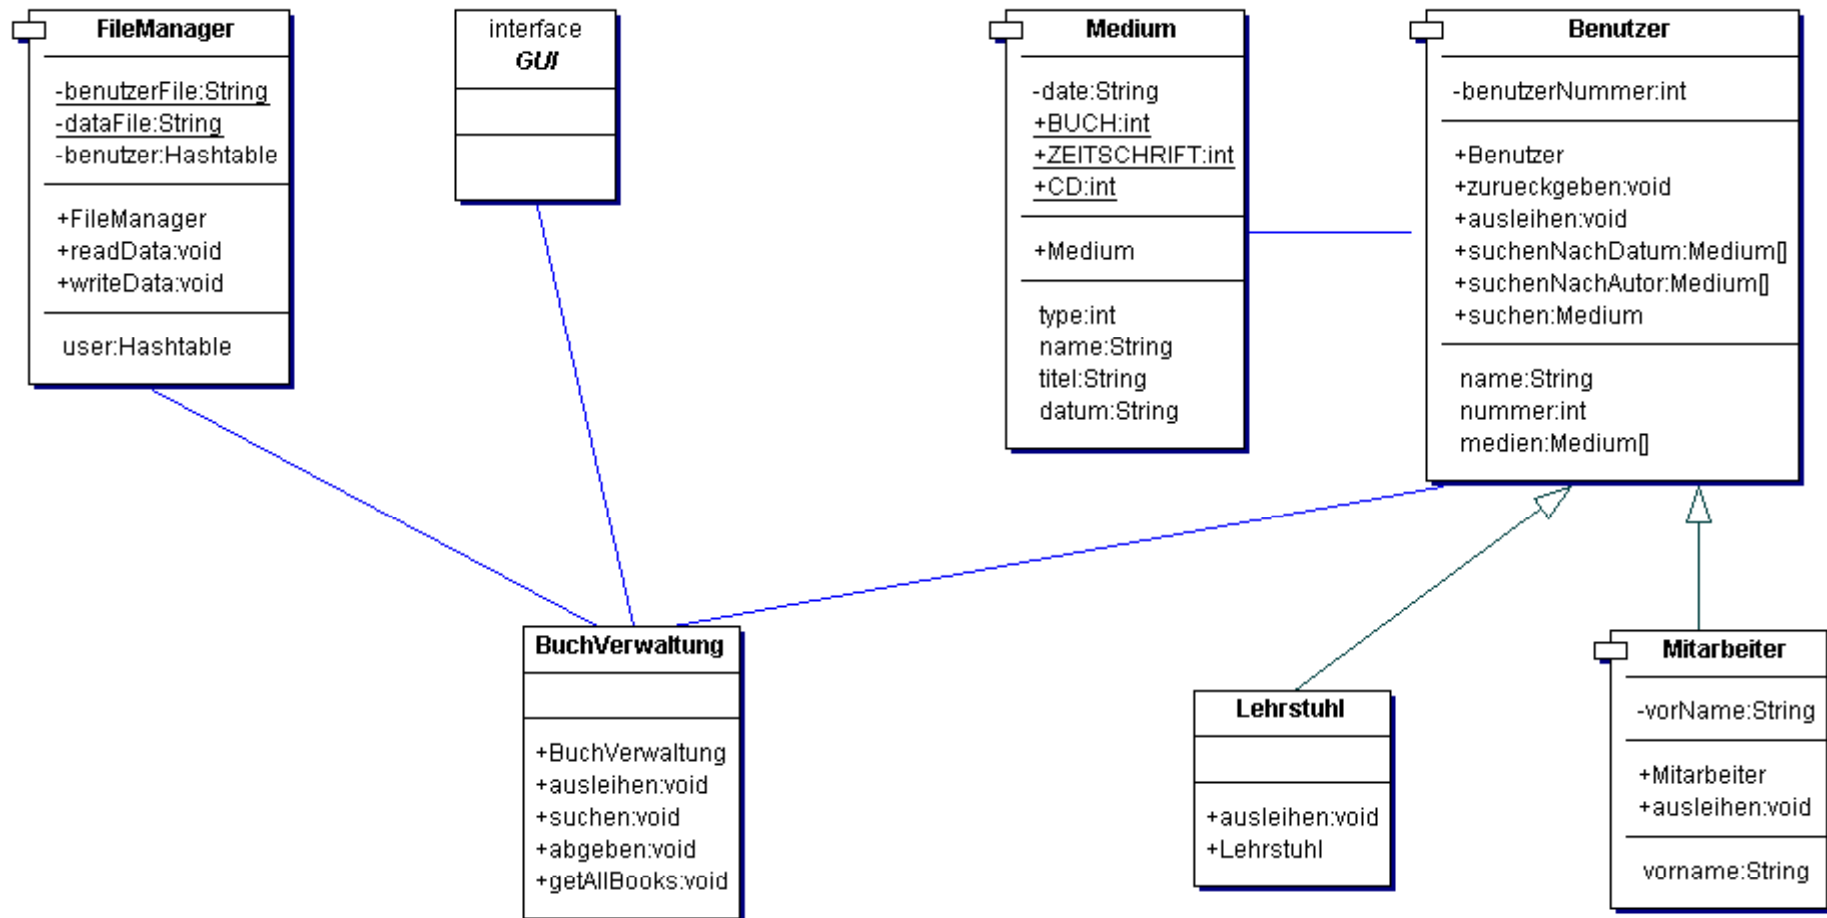 FileManager
-benutzerFile:String
-dataFile:String
-benutzer:Hashtable
+FileManager
+readData:void
+writeData:void
user:Hashtable
interface
GUI
Medium
-date:String
+BUCH:int
+ZEITSCHRIFT:int
+CD:int
+Medium
type:int
name:String
titel:String
datum:String
Benutzer
-benutzerNummer:int
+Benutzer
+zurueckgeben:void
+ausleihen:void
+suchenNachDatum:Medium[]
+suchenNachAutor:Medium[]
+suchen:Medium
name:String
nummer:int
medien:Medium[]
BuchVerwaltung
+BuchVerwaltung
+ausleihen:void
+suchen:void
+abgeben:void
+getAllBooks:void
Lehrstuhl
+ausleihen:void
+Lehrstuhl
Mitarbeiter
-vorName:String
+Mitarbeiter
+ausleihen:void
vorname:String